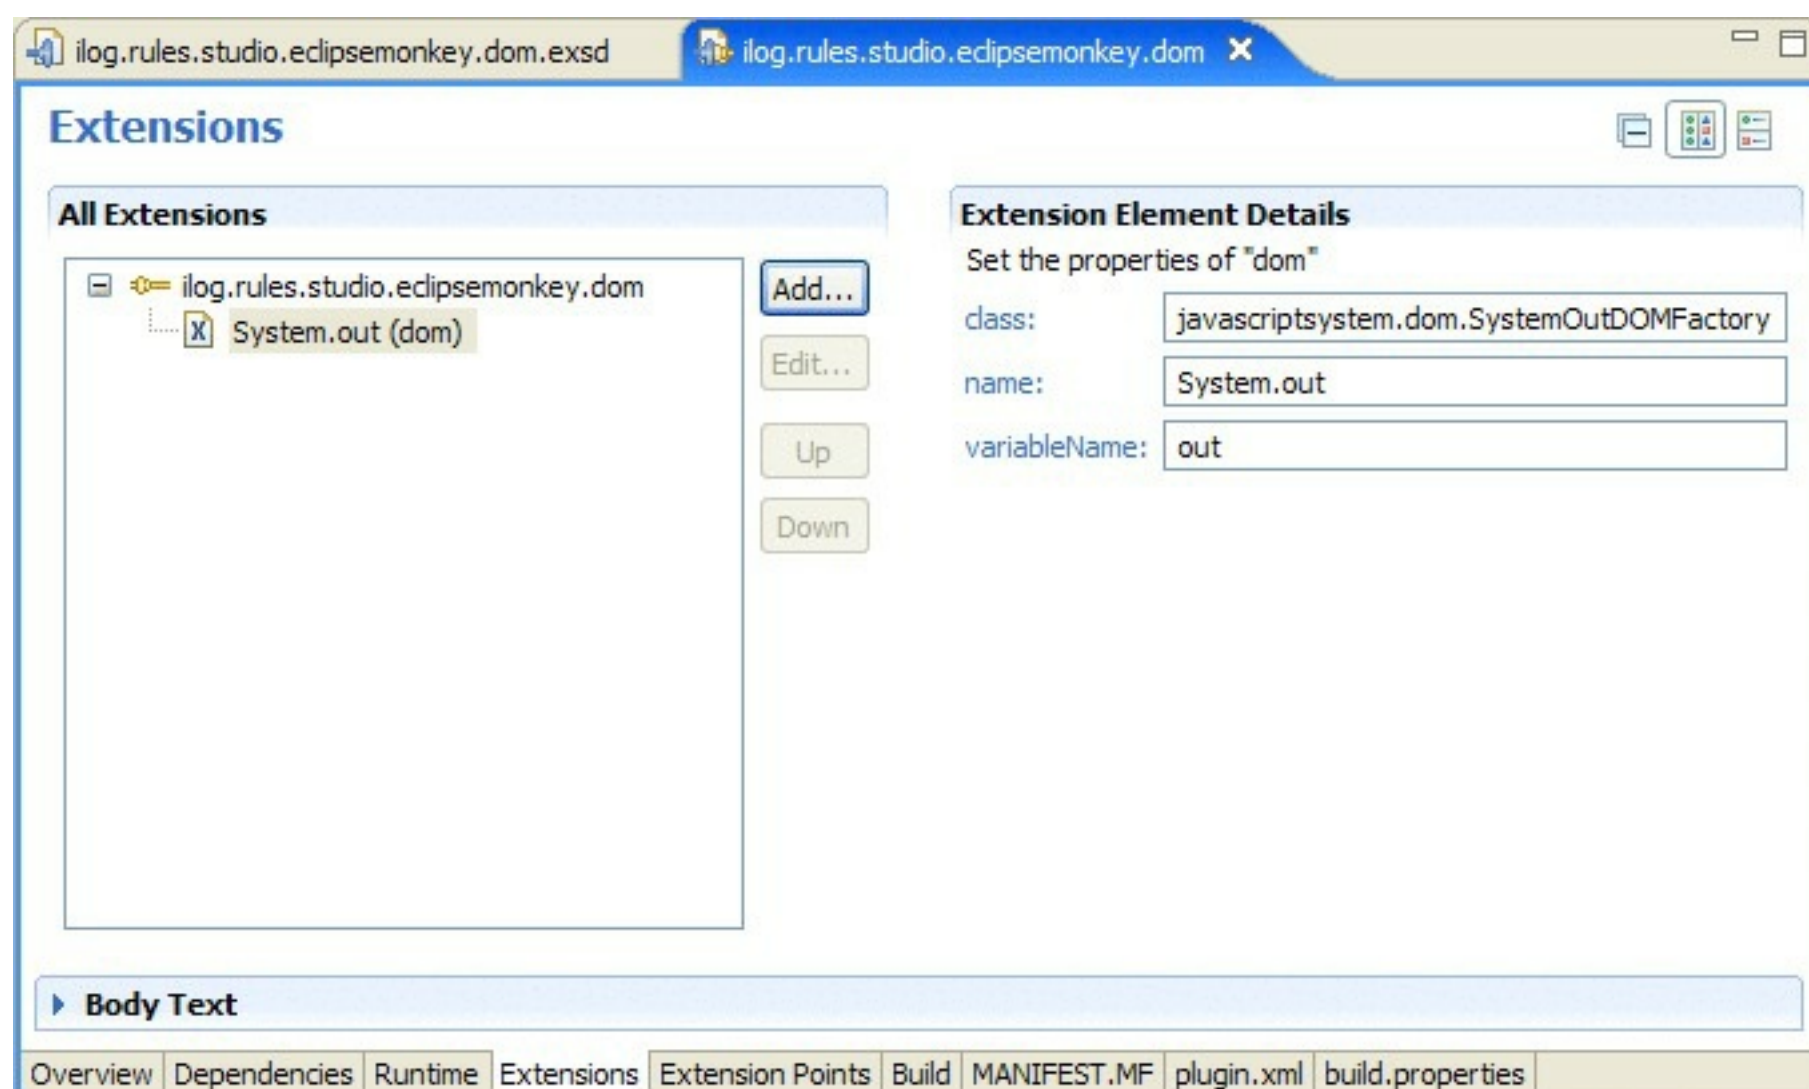 ilog.rules.studio.eclipsemonkey.dom.exsd ilog.rules.studio.eclipsemonkey.dom
Extensions
All Extensions
ilog.rules.studio.eclipsemonkey.dom
X System.out (dom)
Add...
Edit...
Up
Down
Extension Element Details
Set the properties of "dom"
class: javascriptsystem.dom.SystemOutDOMFactory
name: System.out
variableName: out
Body Text
Overview Dependencies Runtime Extensions Extension Points Build MANIFEST.MF plugin.xml build.properties